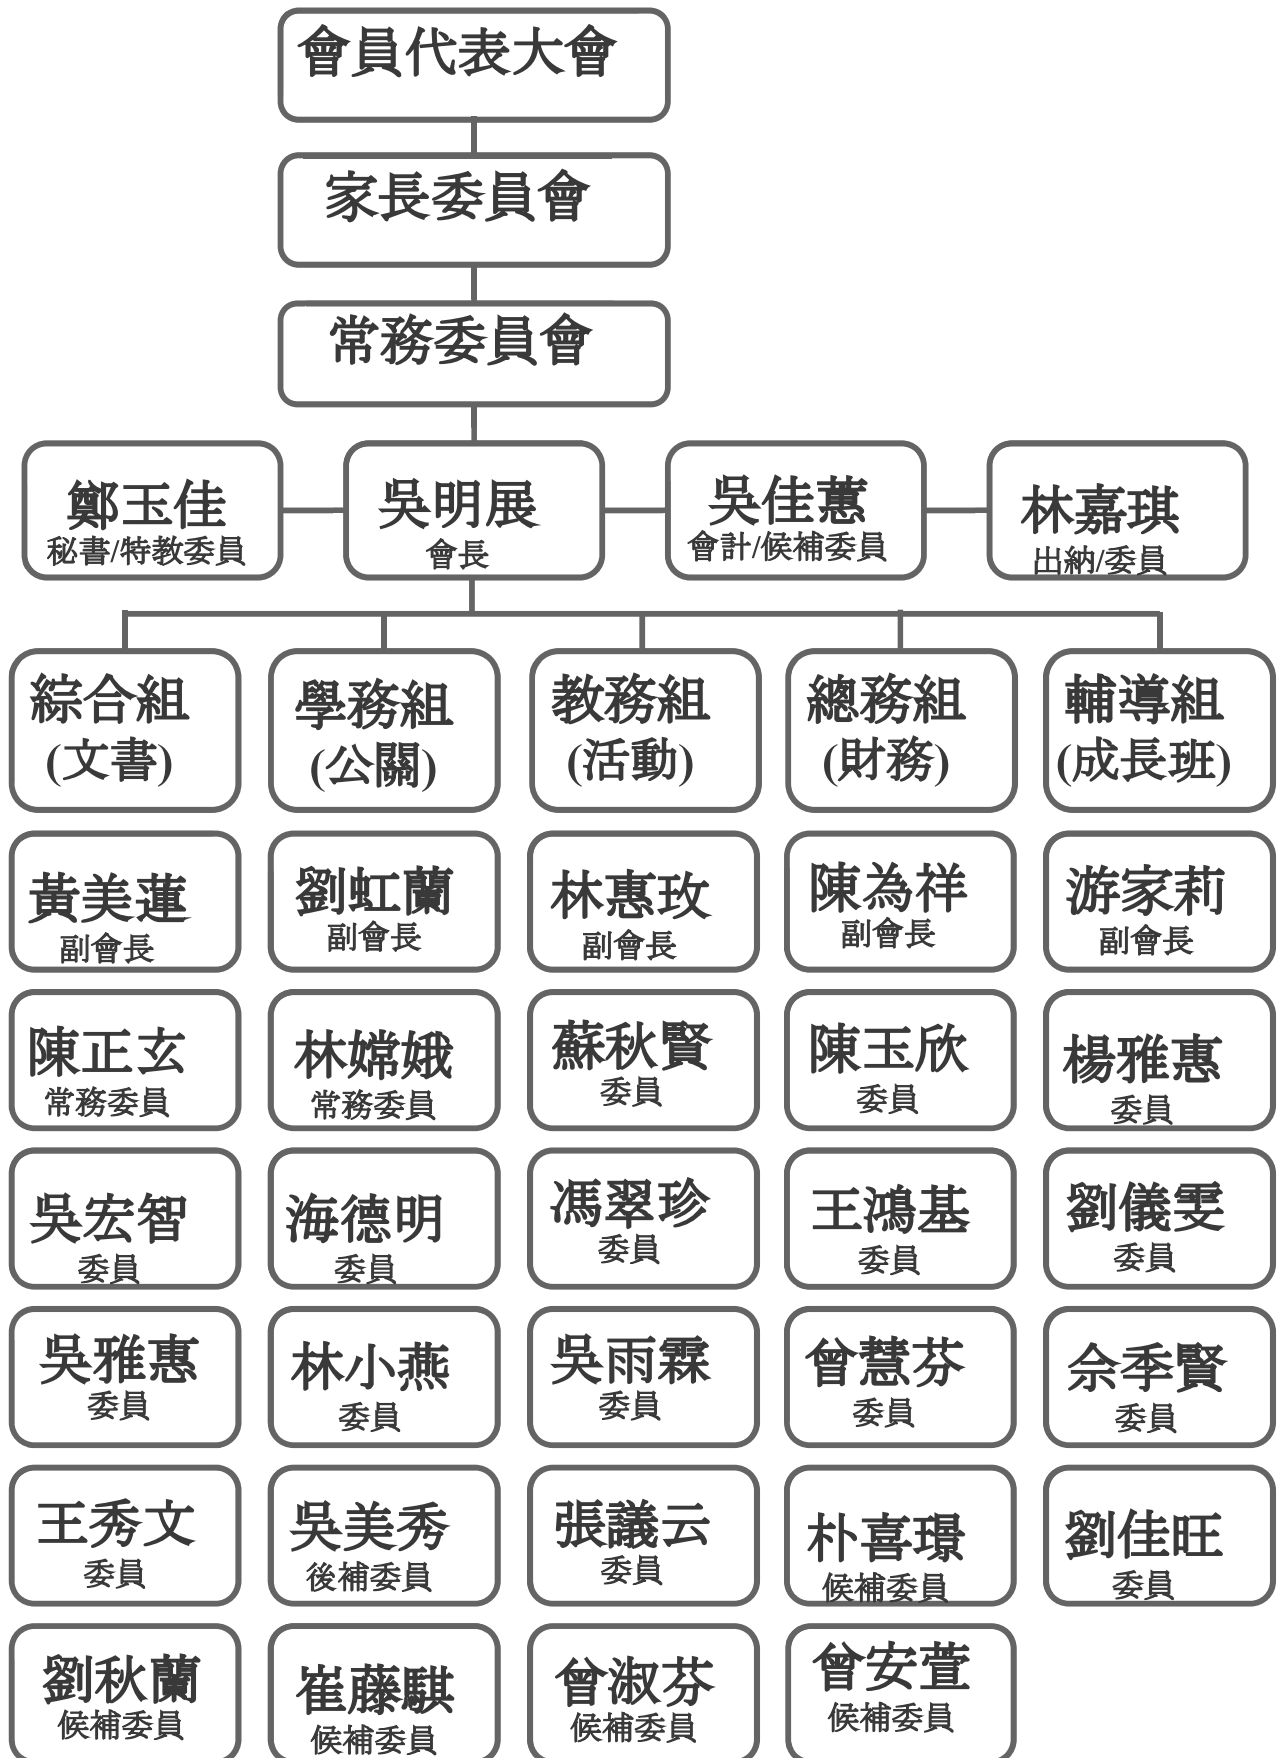 會員代表大會
家長委員會
常務委員會
鄭玉佳
秘書/特教委員
吳明展
會長
吳佳蕙
會計/候補委員
林嘉琪
出納/委員
綜合組
(文書)
學務組
(公關)
教務組
(活動)
總務組
(財務)
輔導組
(成長班)
黃美蓮
副會長
劉虹蘭
副會長
林惠玫
副會長
陳為祥
副會長
游家莉
副會長
陳正玄
常務委員
林嫦娥
常務委員
蘇秋賢
委員
陳玉欣
委員
楊雅惠
委員
吳宏智
委員
海德明
委員
馮翠珍
委員
王鴻基
委員
劉儀雯
委員
吳雅惠
委員
林小燕
委員
吳雨霖
委員
曾慧芬
委員
佘季賢
委員
王秀文
委員
吳美秀
後補委員
張議云
委員
朴喜璟
候補委員
劉佳旺
委員
劉秋蘭
候補委員
崔藤騏
候補委員
曾淑芬
候補委員
曾安萱
候補委員